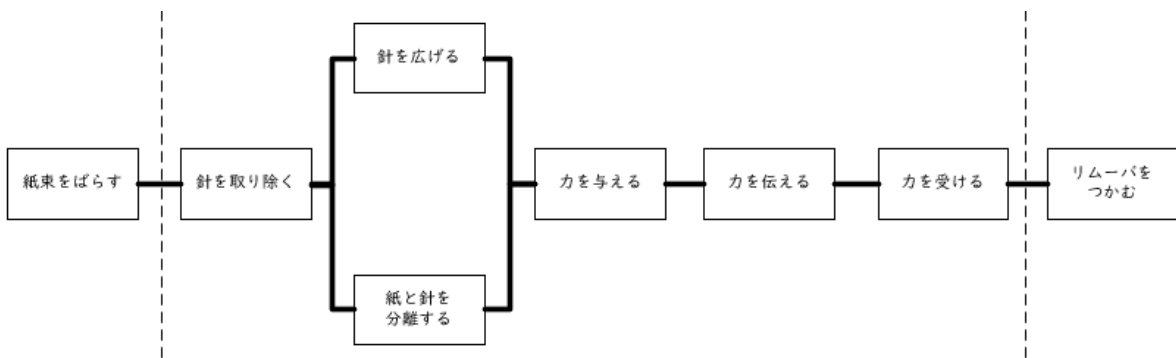 針を広げる
紙束をばらす
針を取り除く
力を与える
力を伝える
力を受ける
リムーバを
つかむ
紙と針を
分離する